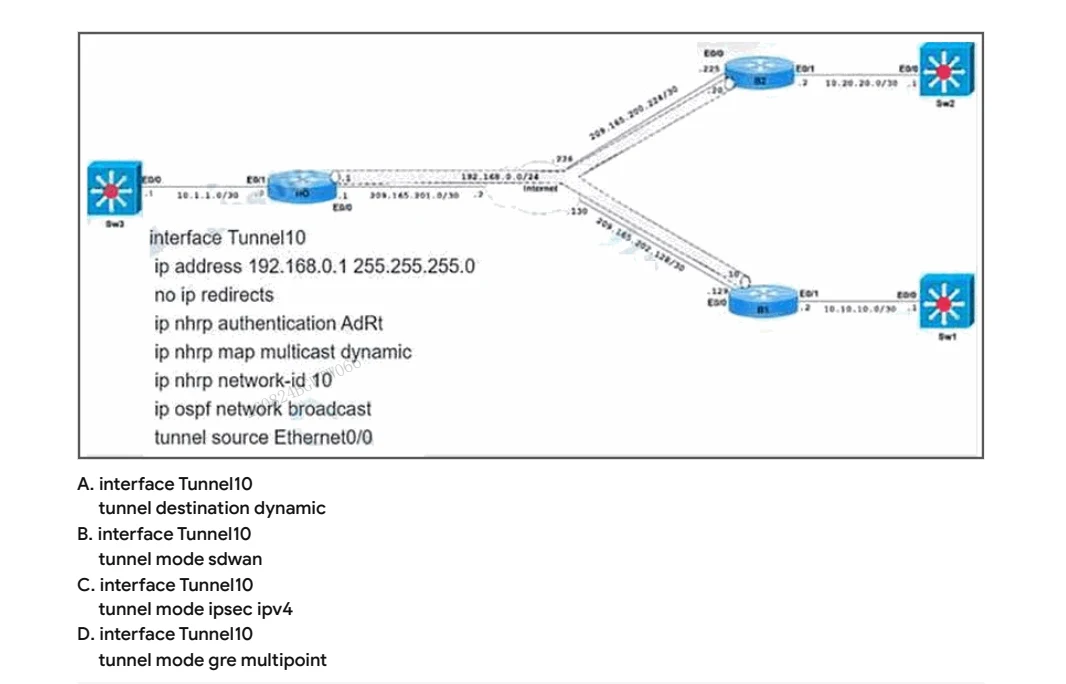 E0/0
.225
E0/1
E0/0
B2
.20
.2 10.20.20.0/30 .1
Sw2
209.165.200.224/30
.226
E0/0
E0/1
.1
192.168.0.0/24
.1 10.1.1.0/30
HQ
.1 209.165.201.0/30 .2
Internet
E0/0
Sw3
.130
209.165.202.128/30
interface Tunnel10
ip address 192.168.0.1 255.255.255.0
no ip redirects
ip nhrp authentication AdRt
ip nhrp map multicast dynamic
ip nhrp network-id 10
ip ospf network broadcast
tunnel source Ethernet0/0
.10
.129
E0/1
E0/0
E0/0
B1
.2 10.10.10.0/30 .1
Sw1
A. interface Tunnel10
tunnel destination dynamic
B. interface Tunnel10
tunnel mode sdwan
C. interface Tunnel10
tunnel mode ipsec ipv4
D. interface Tunnel10
tunnel mode gre multipoint